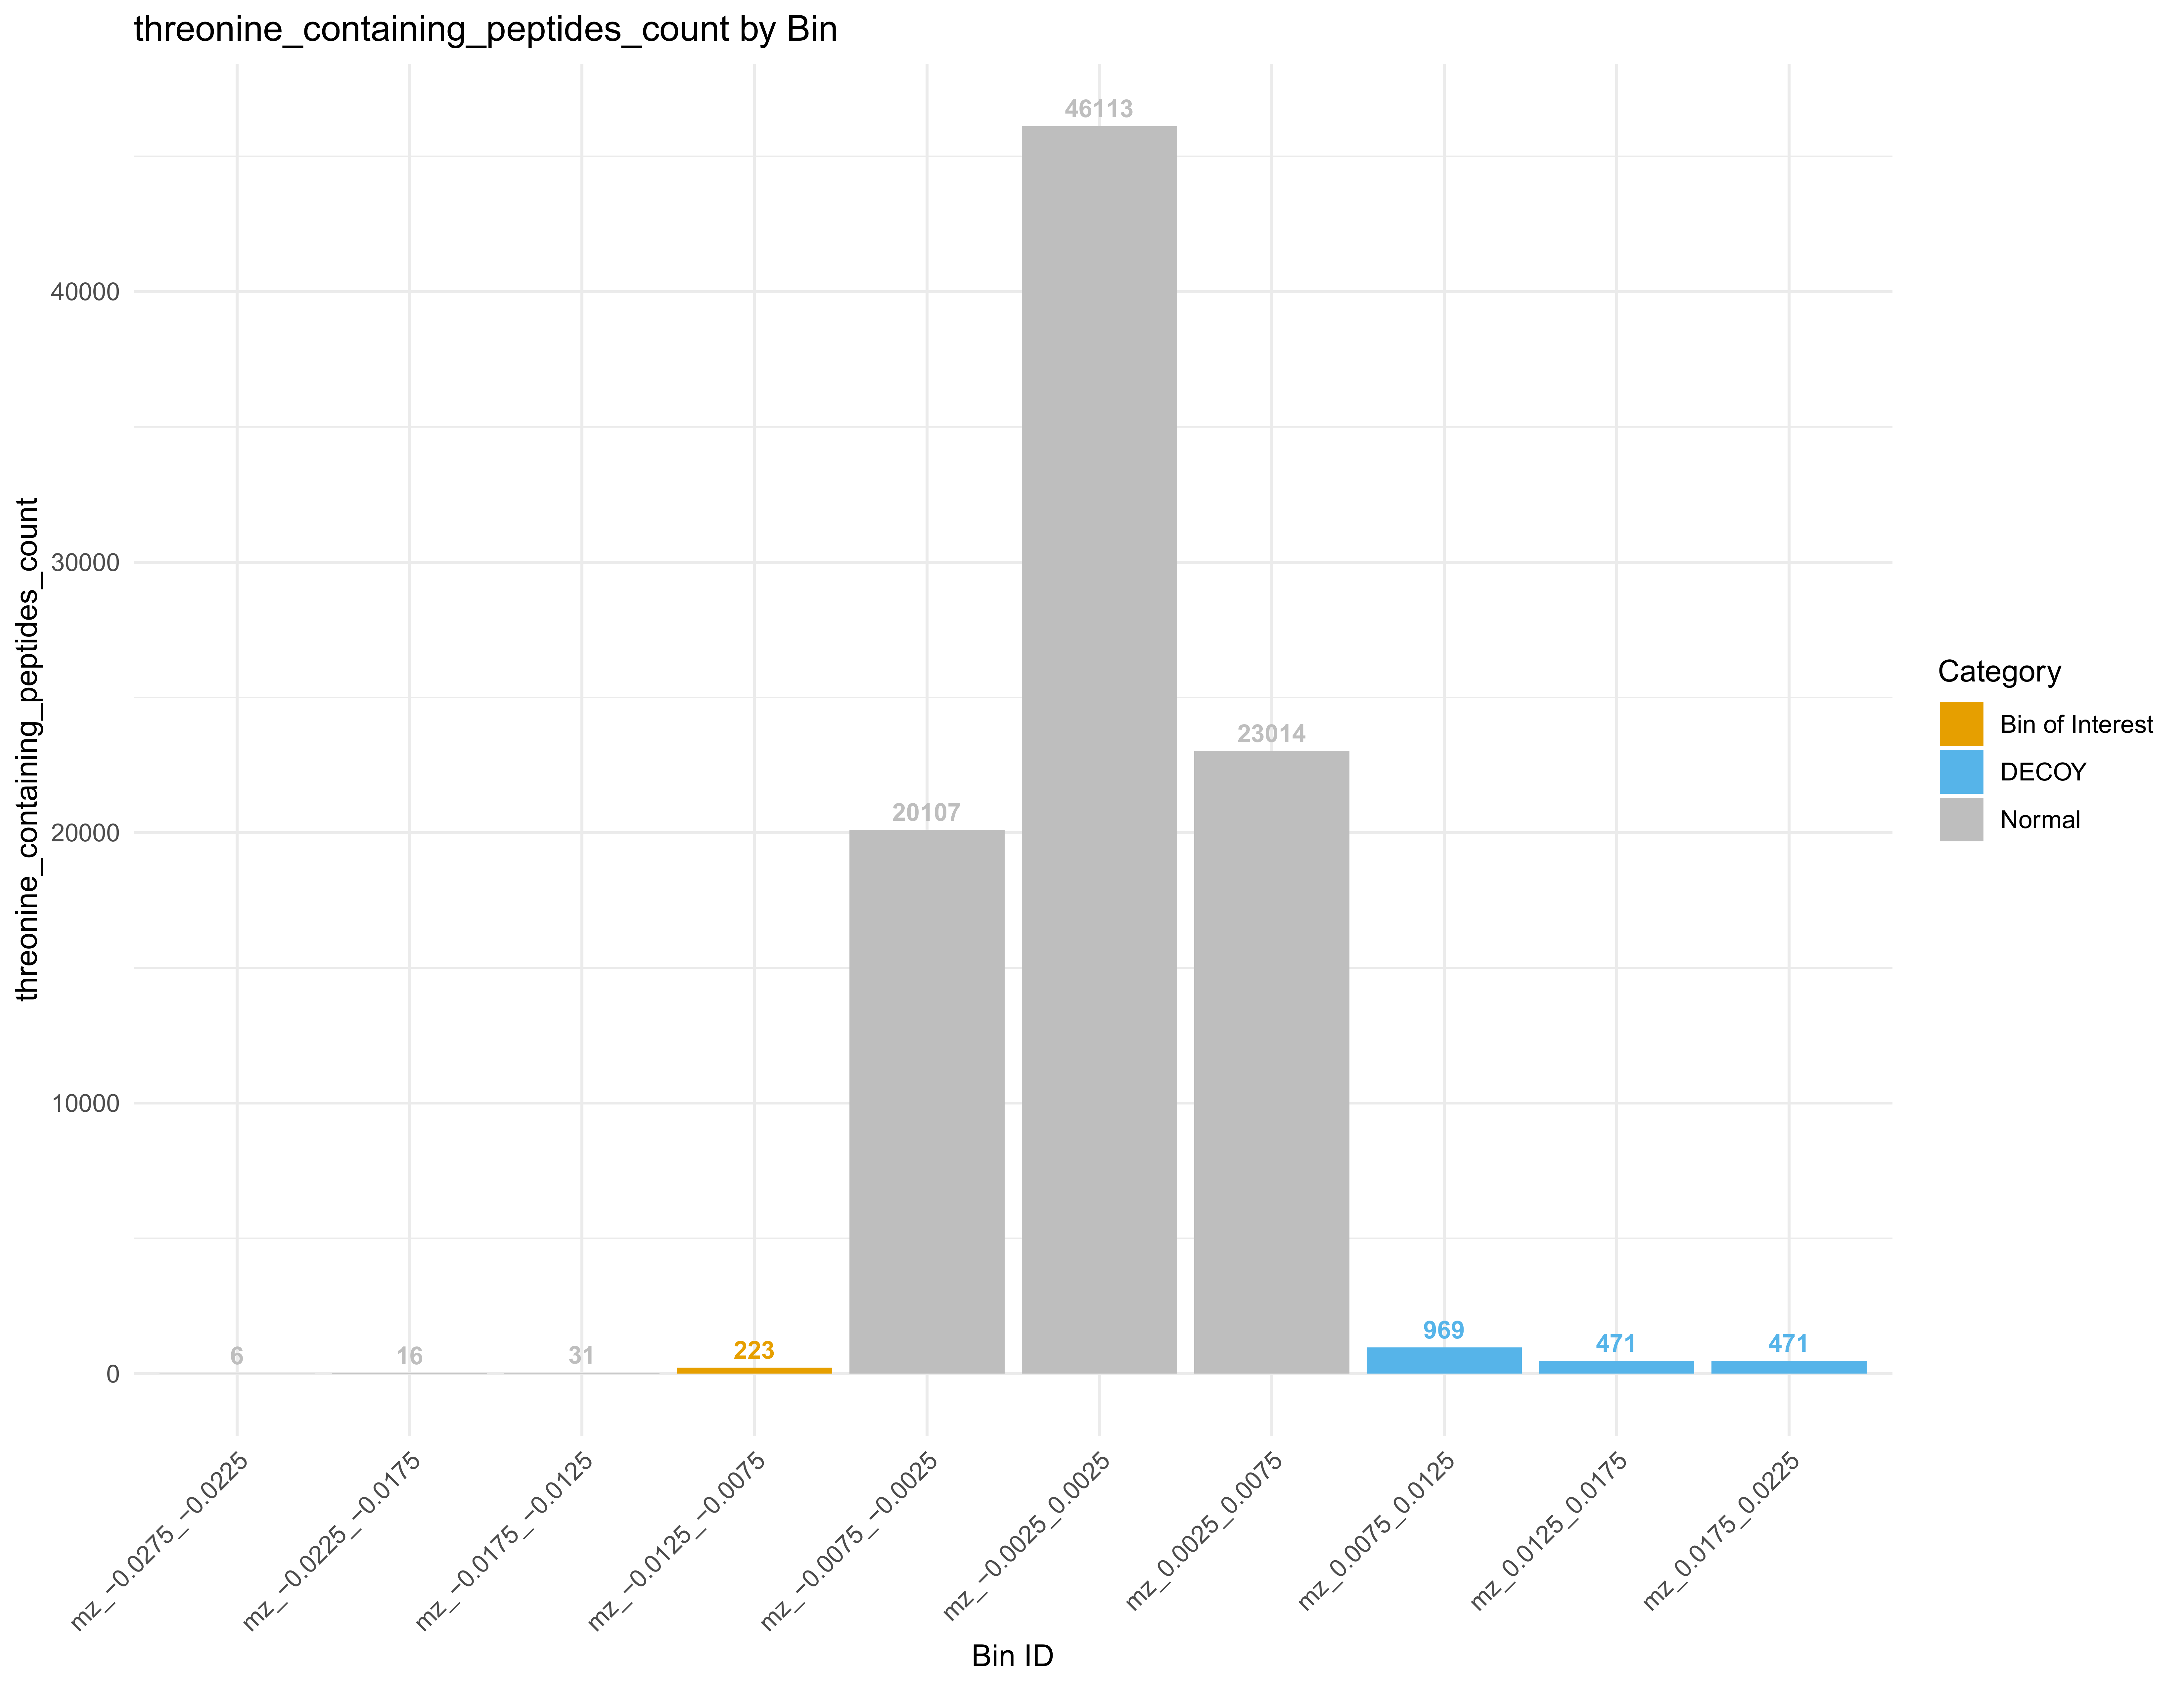 threonine_containing_peptides_count by Bin
threonine_containing_peptides_count
40000
30000
20000
10000
0
6
16
31
223
20107
46113
23014
969
471
471
mz_−0.0275_−0.0225
mz_−0.0225_−0.0175
mz_−0.0175_−0.0125
mz_−0.0125_−0.0075
mz_−0.0075_−0.0025
mz_−0.0025_0.0025
mz_0.0025_0.0075
mz_0.0075_0.0125
mz_0.0125_0.0175
mz_0.0175_0.0225
Bin ID
Category
Bin of Interest
DECOY
Normal